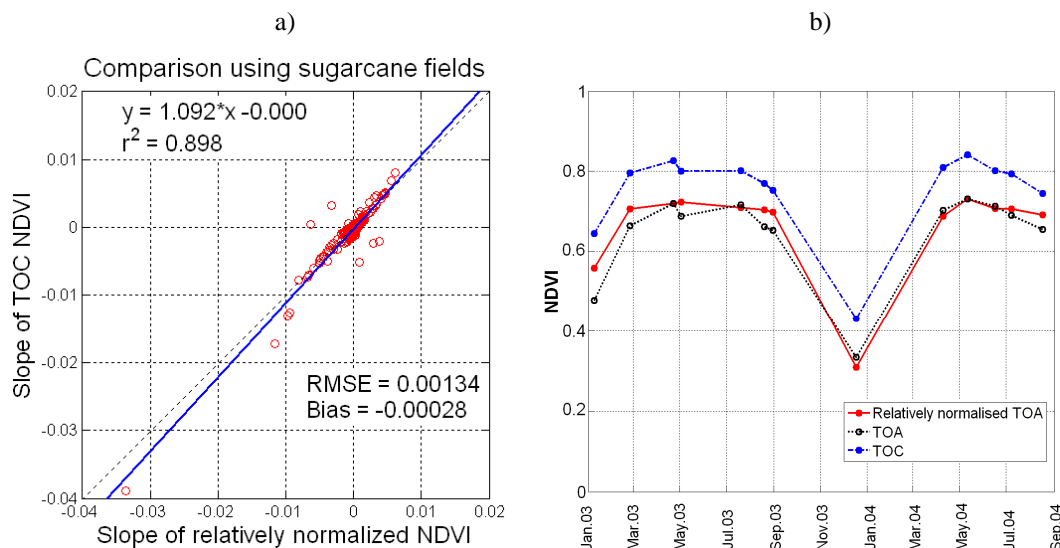 a)
b)
Comparison using sugarcane fields
y = 1.092*x -0.000
r² = 0.898
RMSE = 0.00134
Bias = -0.00028
Slope of TOC NDVI
0.02
0.01
0
-0.01
-0.02
-0.03
-0.04
-0.04 -0.03 -0.02 -0.01 0 0.01 0.02
Slope of relatively normalized NDVI
NDVI
1
0.8
0.6
0.4
0.2
0
Relatively normalised TOA
TOA
TOC
Jan.03
Mar.03
May.03
Jul.03
Sep.03
Nov.03
Jan.04
Mar.04
May.04
Jul.04
Sep.04